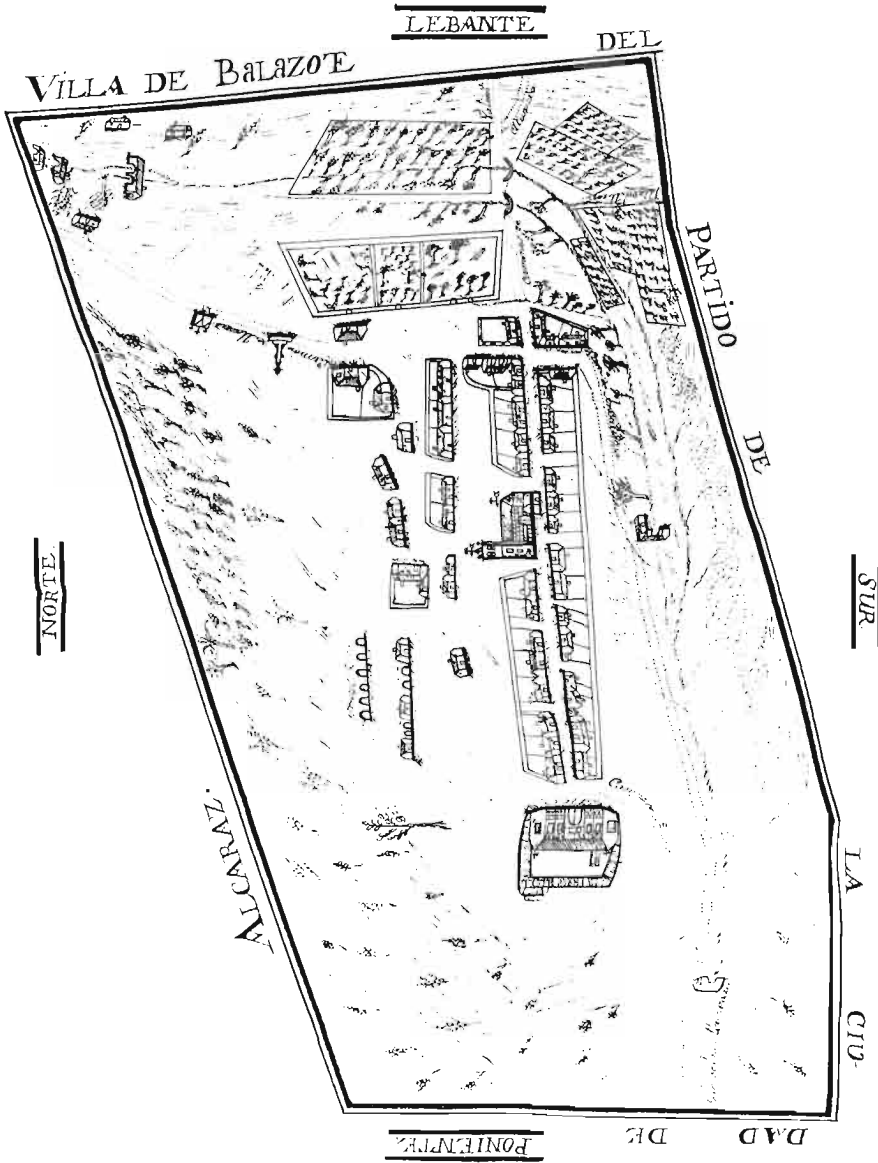 LEBANTE
VILLA DE BALAZOTE DEL
PARTIDO
DE
LA
CIU-
DAD DE
ALCARAZ.
NORTE
SUR
PONIENTE